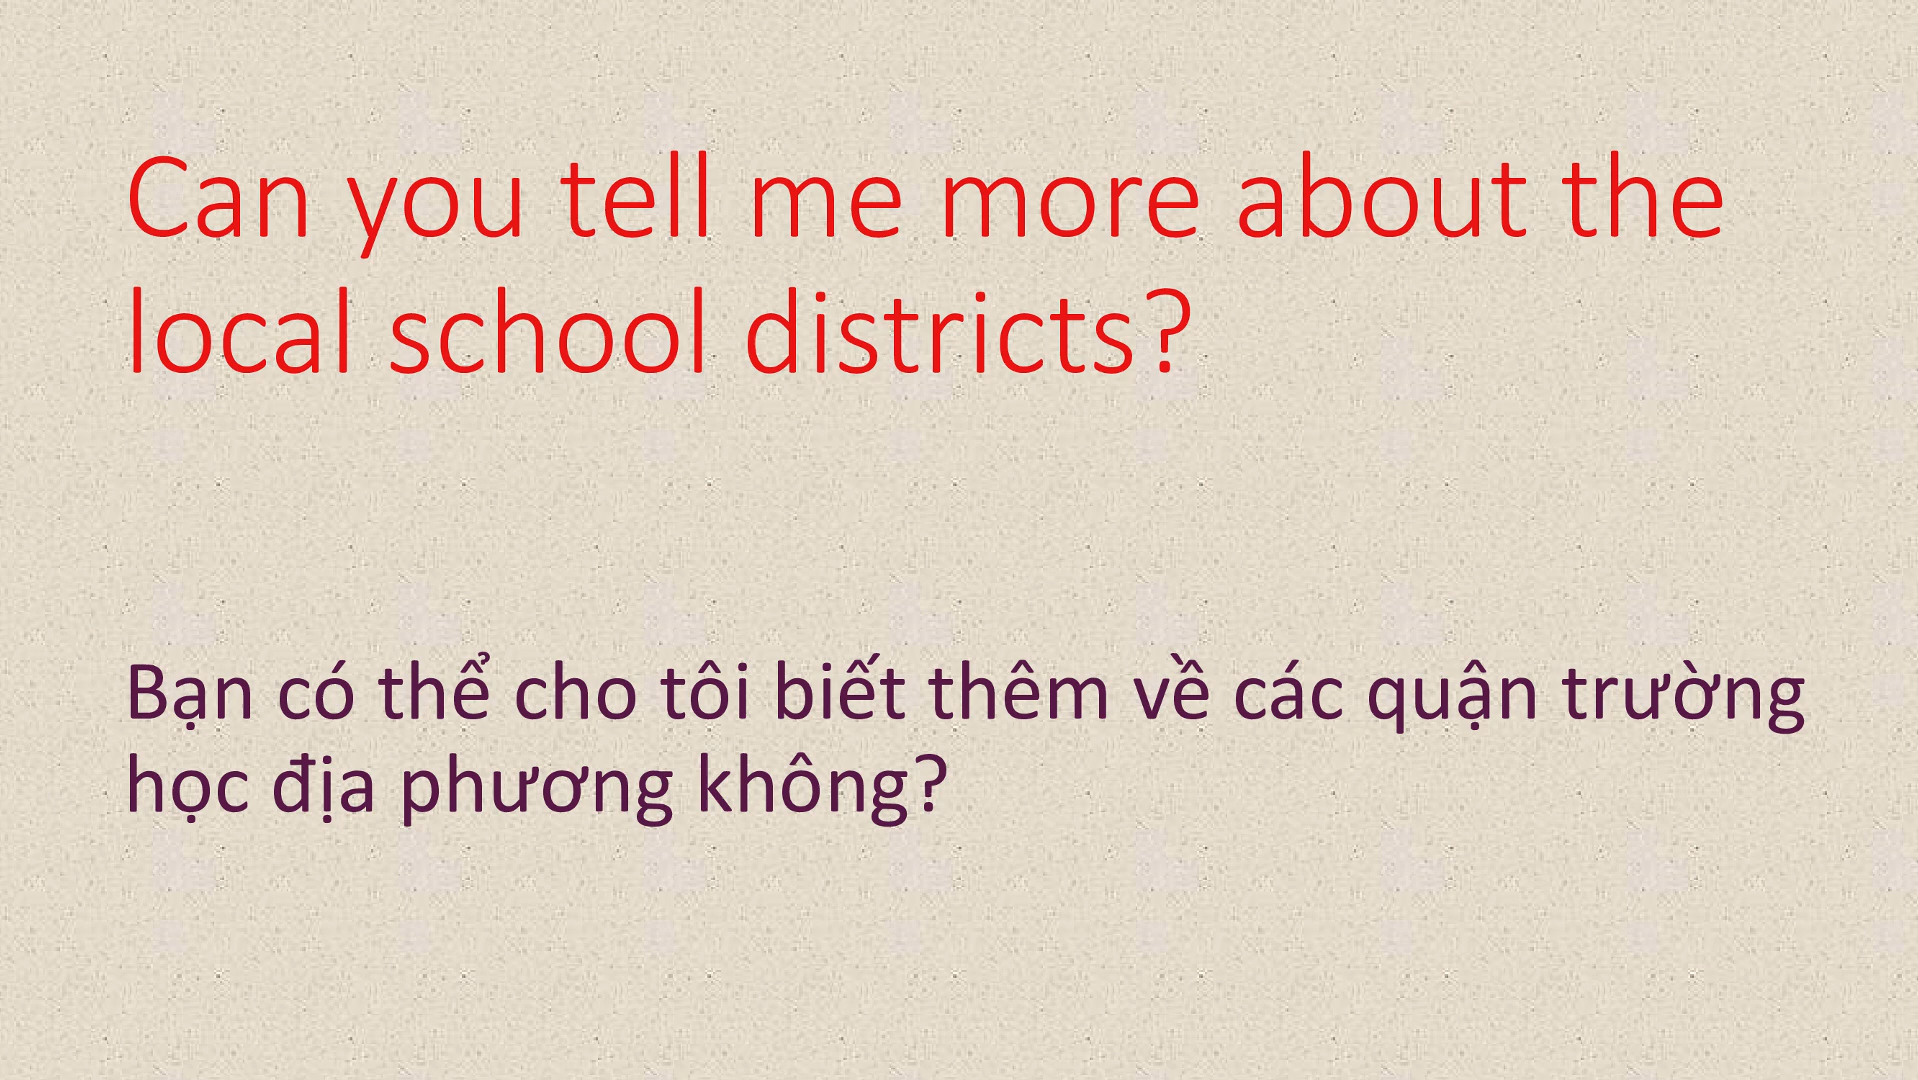 Can you tell me more about the
local school districts?
Bạn có thể cho tôi biết thêm về các quận trường
học địa phương không?